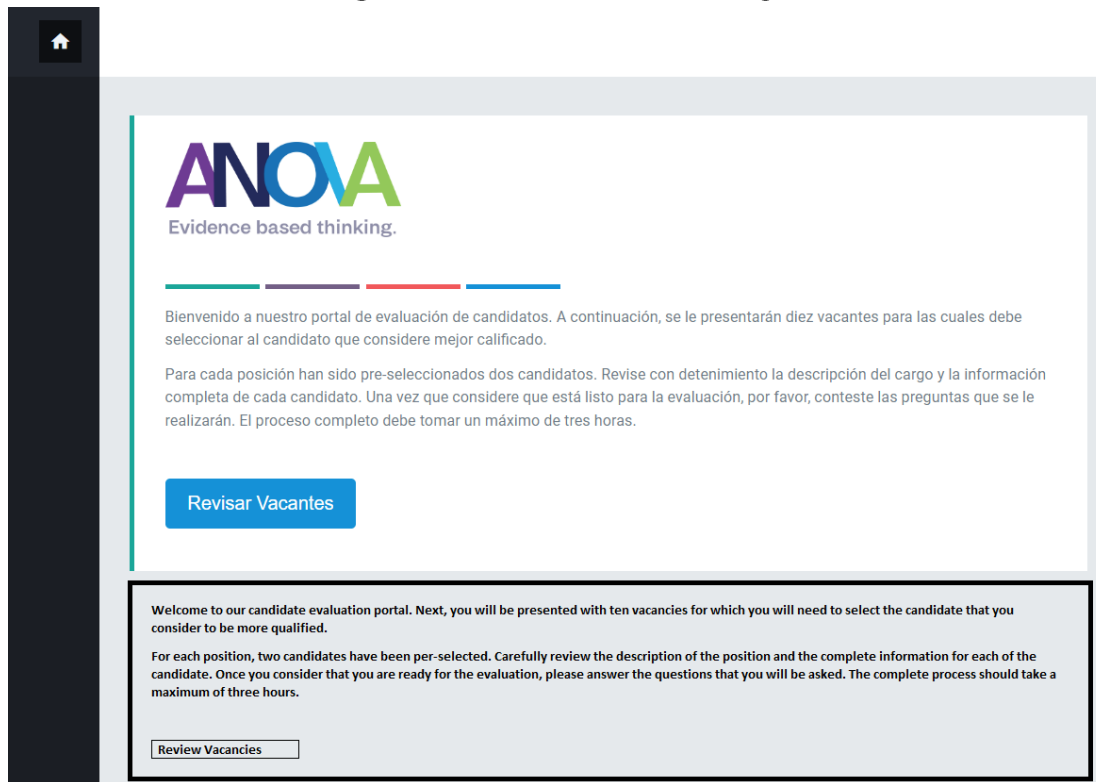 ANOVA
Evidence based thinking.
Bienvenido a nuestro portal de evaluación de candidatos. A continuación, se le presentarán diez vacantes para las cuales debe
seleccionar al candidato que considere mejor calificado.
Para cada posición han sido pre-seleccionados dos candidatos. Revise con detenimiento la descripción del cargo y la información
completa de cada candidato. Una vez que considere que está listo para la evaluación, por favor, conteste las preguntas que se le
realizarán. El proceso completo debe tomar un máximo de tres horas.
Revisar Vacantes
Welcome to our candidate evaluation portal. Next, you will be presented with ten vacancies for which you will need to select the candidate that you
consider to be more qualified.
For each position, two candidates have been per-selected. Carefully review the description of the position and the complete information for each of the
candidate. Once you consider that you are ready for the evaluation, please answer the questions that you will be asked. The complete process should take a
maximum of three hours.
Review Vacancies